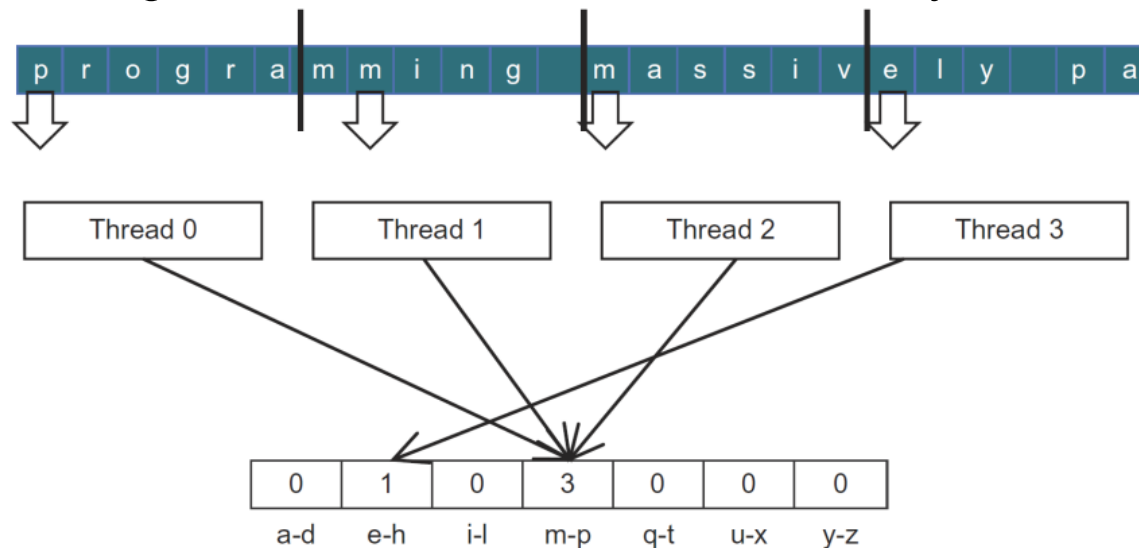 p r o g r a m m i n g m a s s i v e l y p a
Thread 0 Thread 1 Thread 2 Thread 3
0 1 0 3 0 0 0
a-d e-h i-l m-p q-t u-x y-z